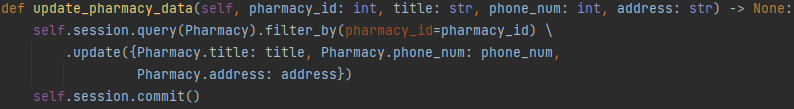 def update_pharmacy_data(self, pharmacy_id: int, title: str, phone_num: int, address: str) -> None:
    self.session.query(Pharmacy).filter_by(pharmacy_id=pharmacy_id) \
        .update({Pharmacy.title: title, Pharmacy.phone_num: phone_num,
                 Pharmacy.address: address})
    self.session.commit()